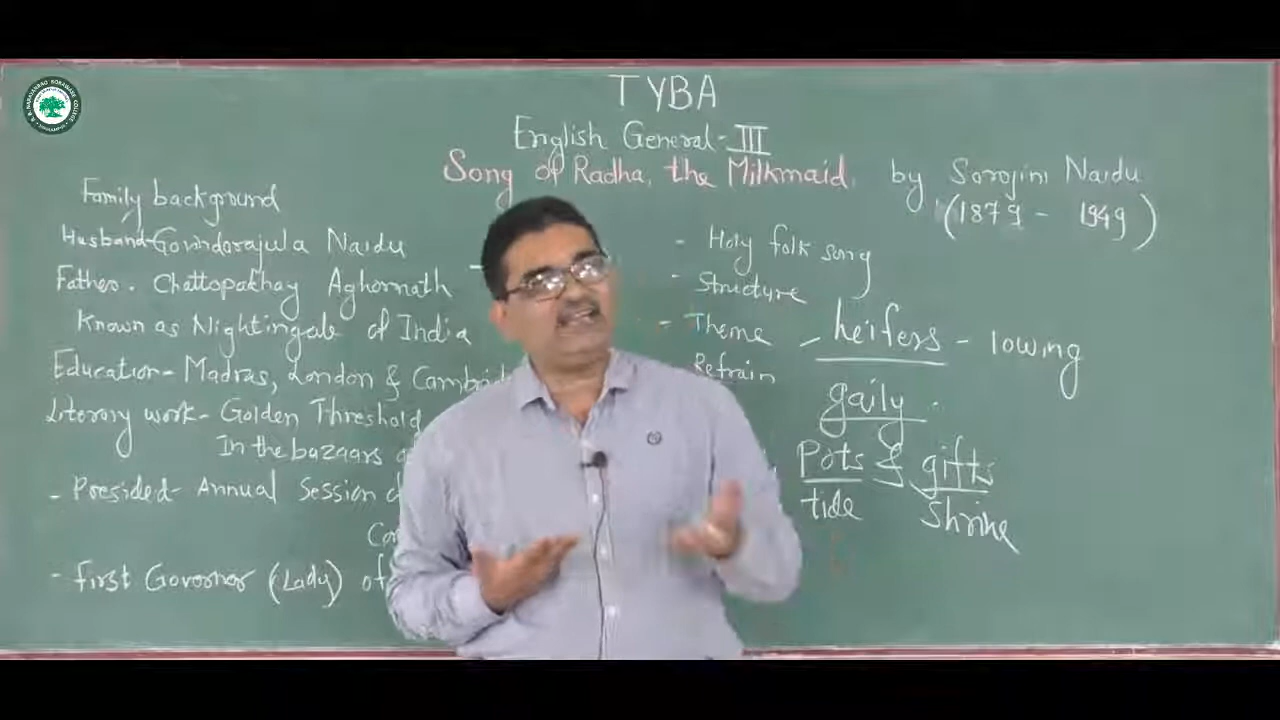 TYBA
English General-III
Song of Radha, the Milkmaid, by Sarojini Naidu
(1879 - 1949)
Family background
Husband-Govindarajula Naidu
Father. Chattopadhay Aghornath
Known as Nightingale of India
Education- Madras, London &
Literary work- Golden Threshold
In the bazaars
- Presided- Annual Session
- First Governor (Lady) of
- Holy folk song
- Structure
- Theme
Refrain
- heifers - lowing
gaily.
Pots & gifts
tide shrine